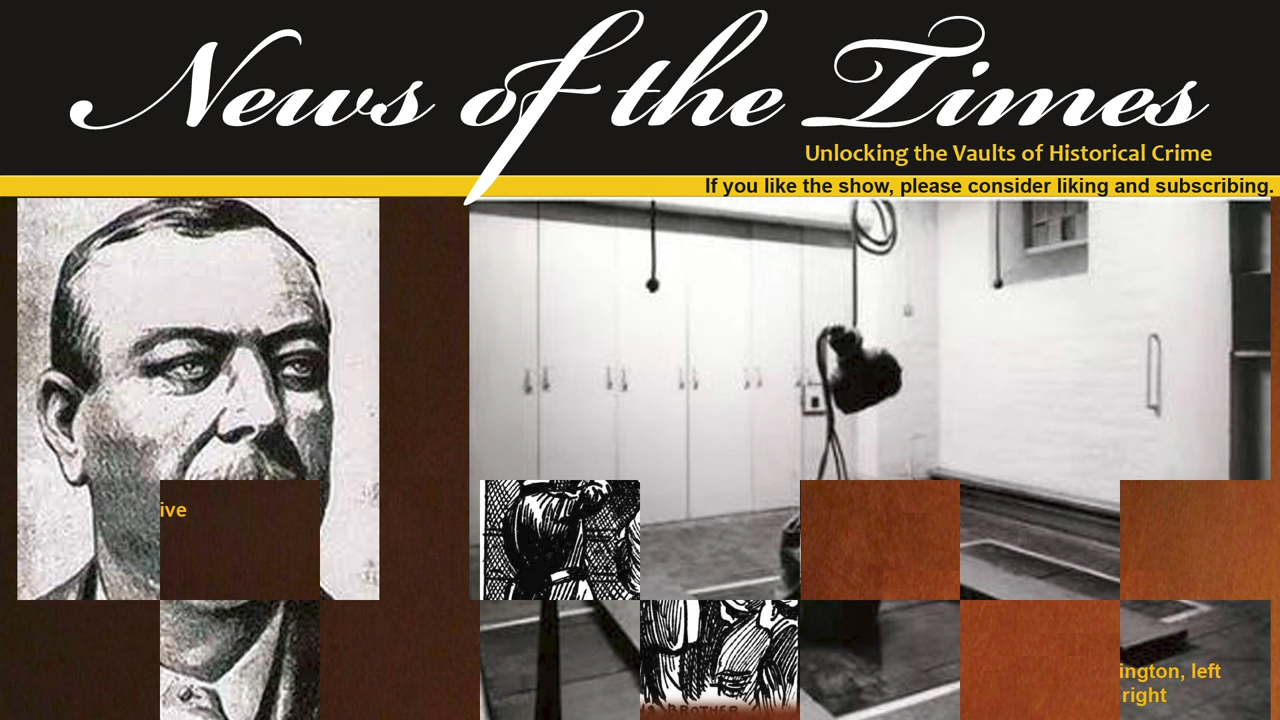 News of the Times
Unlocking the Vaults of Historical Crime
If you like the show, please consider liking and subscribing.
ive
ington, left
right
BROTHER